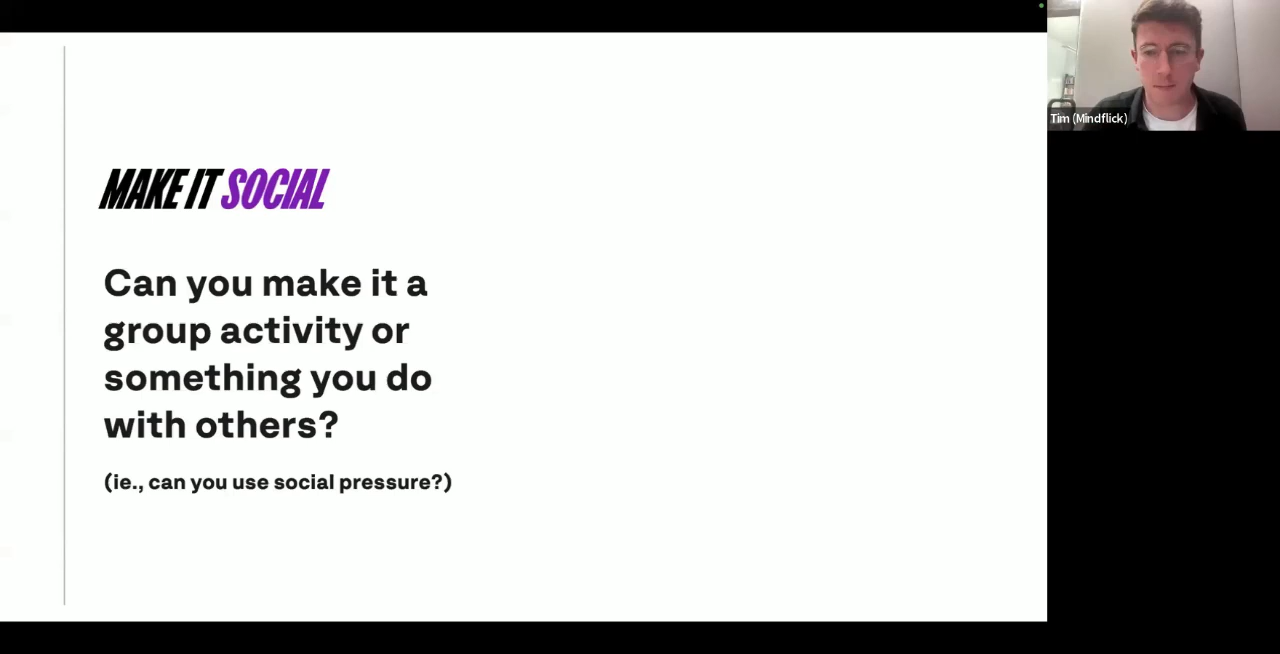 MAKE IT SOCIAL
Can you make it a
group activity or
something you do
with others?
(ie., can you use social pressure?)
Tim (Mindflick)